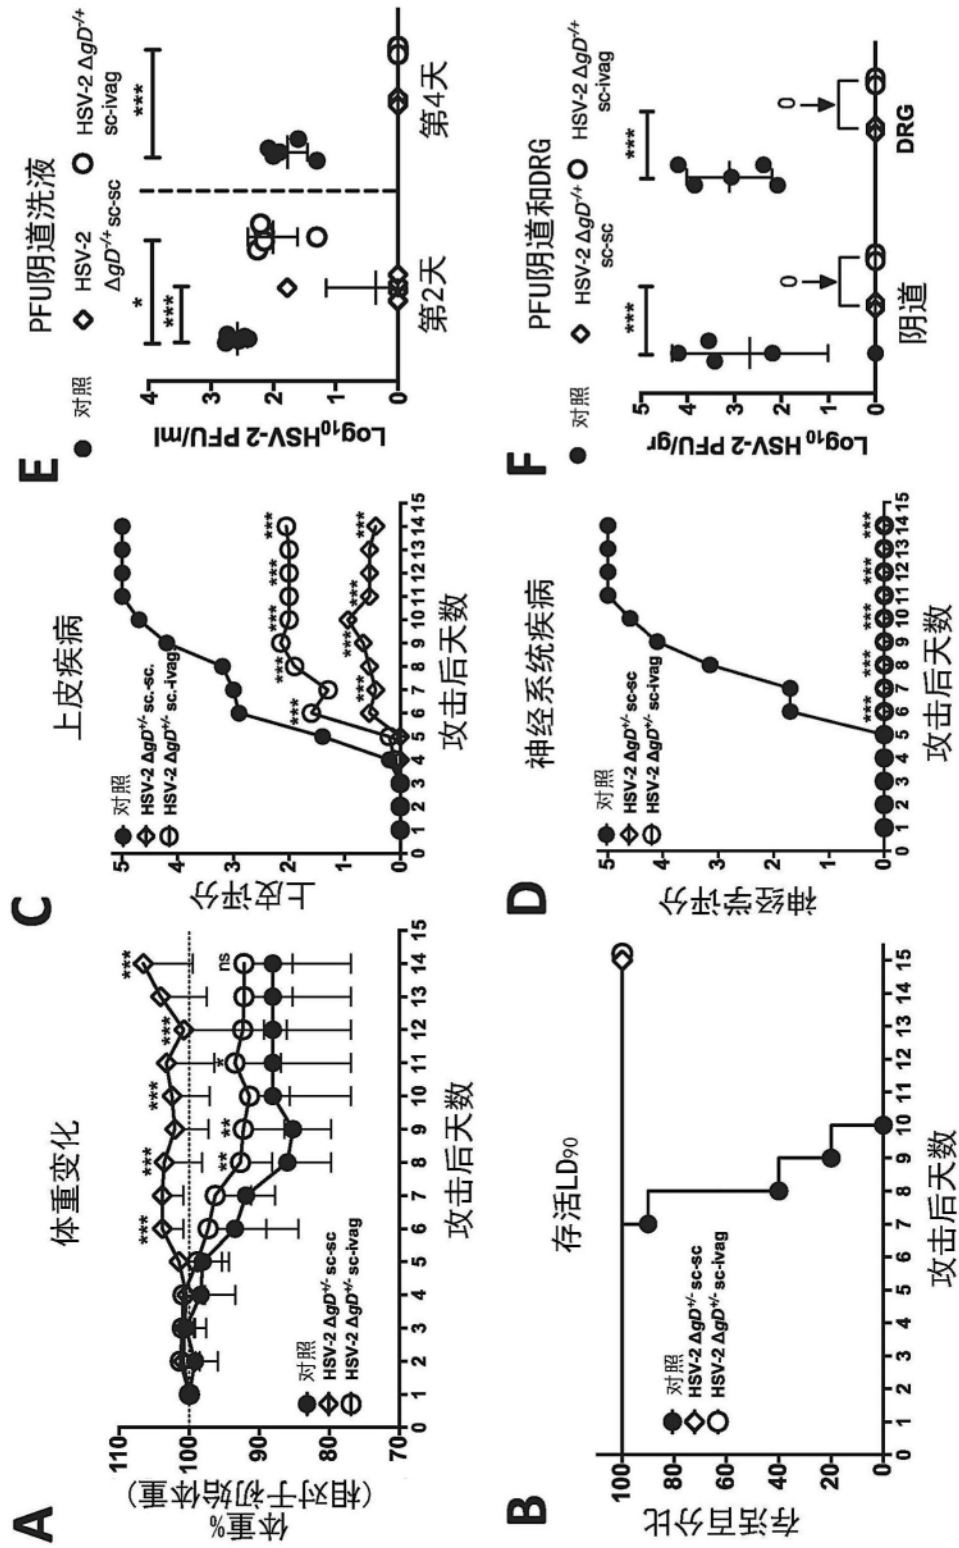 A
体重变化
体重%
(相对于初始体重)
110
100
90
80
70
***
***
***
***
***
**
**
*
ns
对照
HSV-2 ΔgD+/- sc-sc
HSV-2 ΔgD+/- sc-ivag
0 1 2 3 4 5 6 7 8 9 10 11 12 13 14 15
攻击后天数
B
存活LD90
存活百分比
100
80
60
40
20
0
对照
HSV-2 ΔgD+/- sc-sc
HSV-2 ΔgD+/- sc-ivag
0 1 2 3 4 5 6 7 8 9 10 11 12 13 14 15
攻击后天数
C
上皮疾病
上皮评分
5
4
3
2
1
0
对照
HSV-2 ΔgD+/- sc.-sc.
HSV-2 ΔgD+/- sc.-ivag
*** *** *** *** ***
*** *** *** ***
0 1 2 3 4 5 6 7 8 9 10 11 12 13 14 15
攻击后天数
D
神经系统疾病
神经学评分
5
4
3
2
1
0
对照
HSV-2 ΔgD+/- sc-sc
HSV-2 ΔgD+/- sc-ivag
*** *** *** *** ***
0 1 2 3 4 5 6 7 8 9 10 11 12 13 14 15
攻击后天数
E
PFU阴道洗液
对照
HSV-2
ΔgD-/+ sc-sc
HSV-2 ΔgD-/+
sc-ivag
Log10 HSV-2 PFU/ml
4
3
2
1
0
*
***
***
第2天
第4天
F
PFU阴道和DRG
对照
HSV-2 ΔgD-/+
sc-sc
HSV-2 ΔgD-/+
sc-ivag
Log10 HSV-2 PFU/gr
5
4
3
2
1
0
***
***
0
0
阴道
DRG